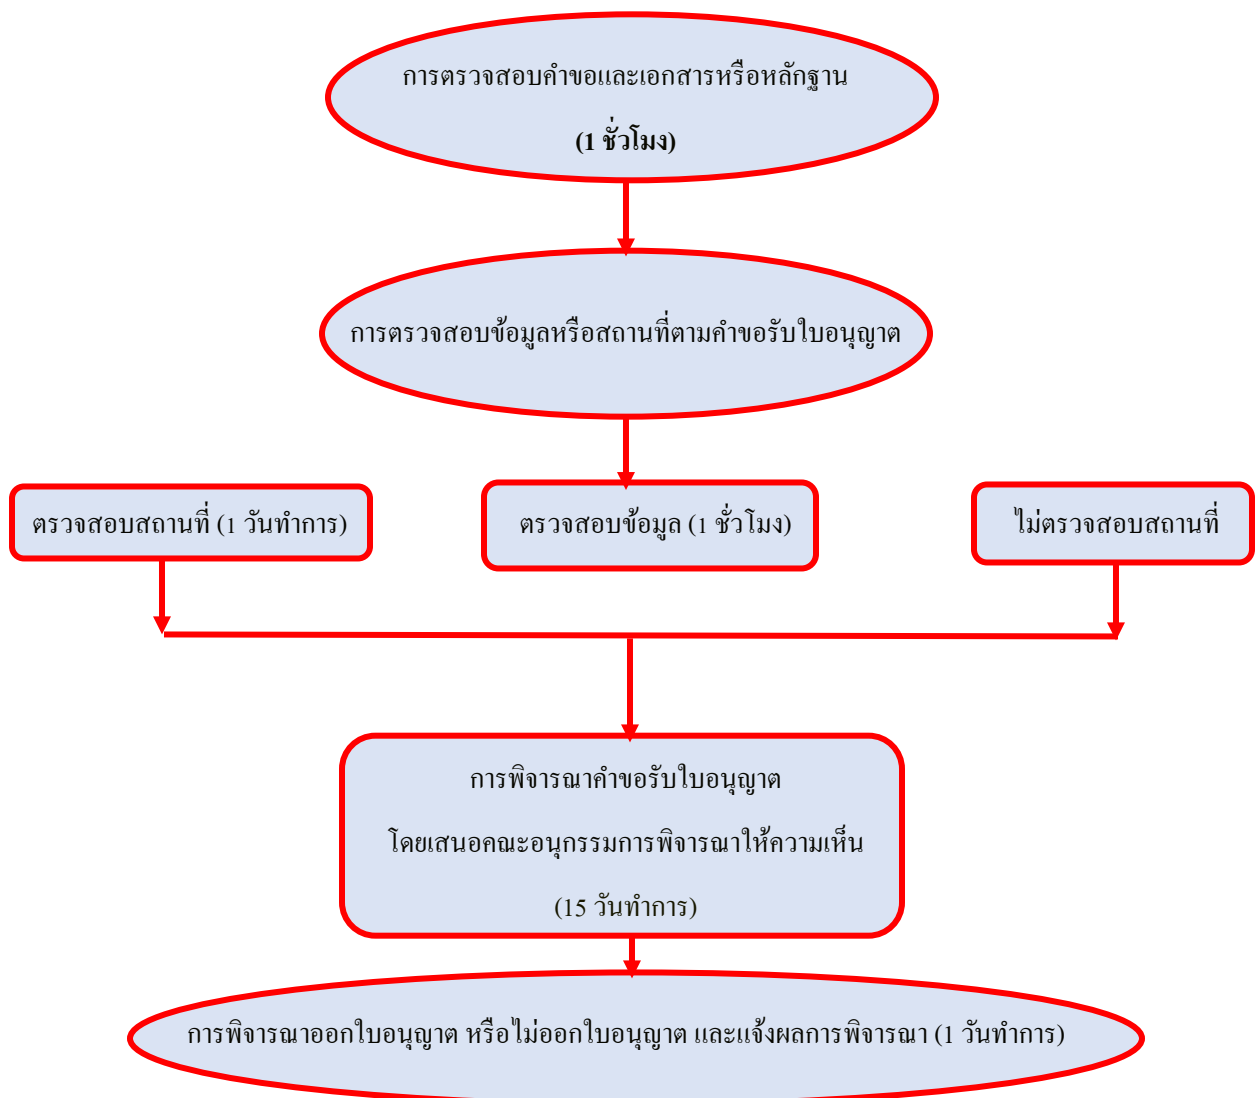 การตรวจสอบคำขอและเอกสารหรือหลักฐาน
(1 ชั่วโมง)
การตรวจสอบข้อมูลหรือสถานที่ตามคำขอรับใบอนุญาต
ตรวจสอบสถานที่ (1 วันทำการ)
ตรวจสอบข้อมูล (1 ชั่วโมง)
ไม่ตรวจสอบสถานที่
การพิจารณาคำขอรับใบอนุญาต
โดยเสนอคณะอนุกรรมการพิจารณาให้ความเห็น
(15 วันทำการ)
การพิจารณาออกใบอนุญาต หรือไม่ออกใบอนุญาต และแจ้งผลการพิจารณา (1 วันทำการ)